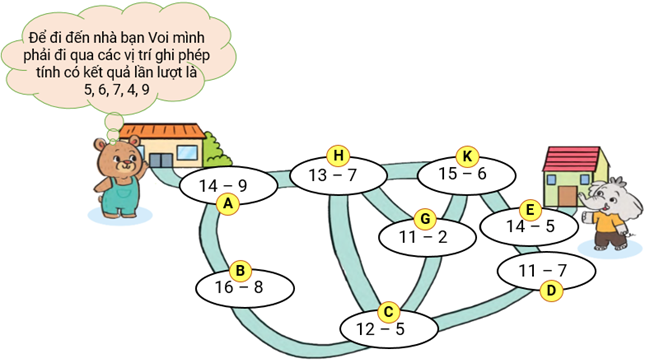 Để đi đến nhà bạn Voi mình
phải đi qua các vị trí ghi phép
tính có kết quả lần lượt là
5, 6, 7, 4, 9
H
13 – 7
K
15 – 6
14 – 9
A
E
14 – 5
G
11 – 2
B
16 – 8
11 – 7
D
C
12 – 5